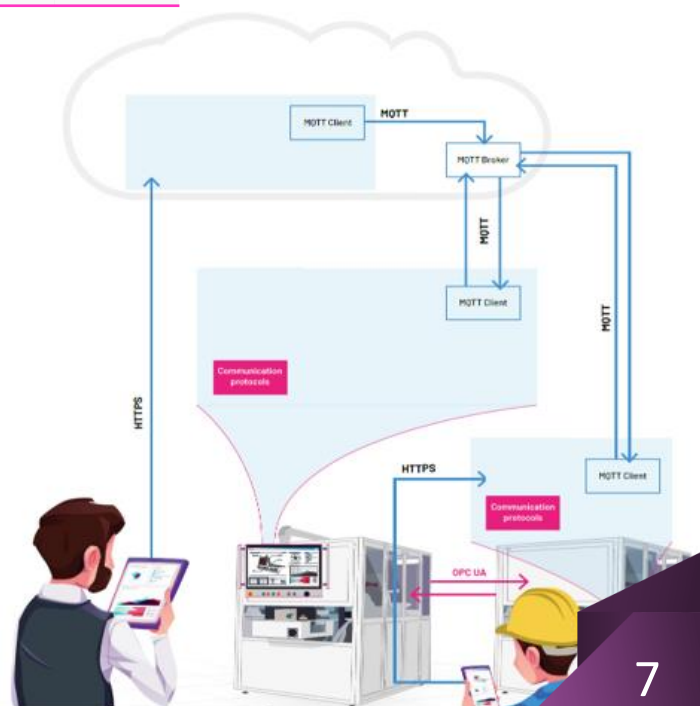 MQTT Client
MQTT
MQTT Broker
MQTT
MQTT Client
Communication
protocols
MQTT
HTTPS
HTTPS
MQTT Client
Communication
protocols
OPC UA
7